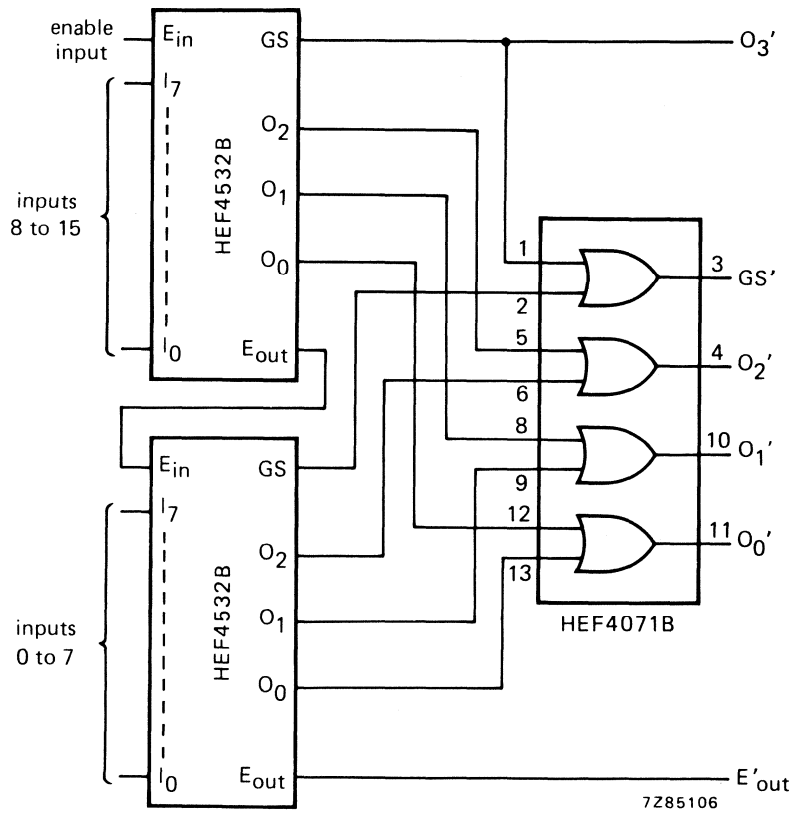 enable
input
E_in
GS
O_3'
I_7
O_2
HEF4532B
O_1
inputs
8 to 15
O_0
1
3
GS'
2
5
I_0
E_out
4
O_2'
6
8
10
O_1'
E_in
GS
9
I_7
12
11
O_0'
O_2
13
HEF4532B
O_1
HEF4071B
inputs
0 to 7
O_0
I_0
E_out
E'_out
7Z85106